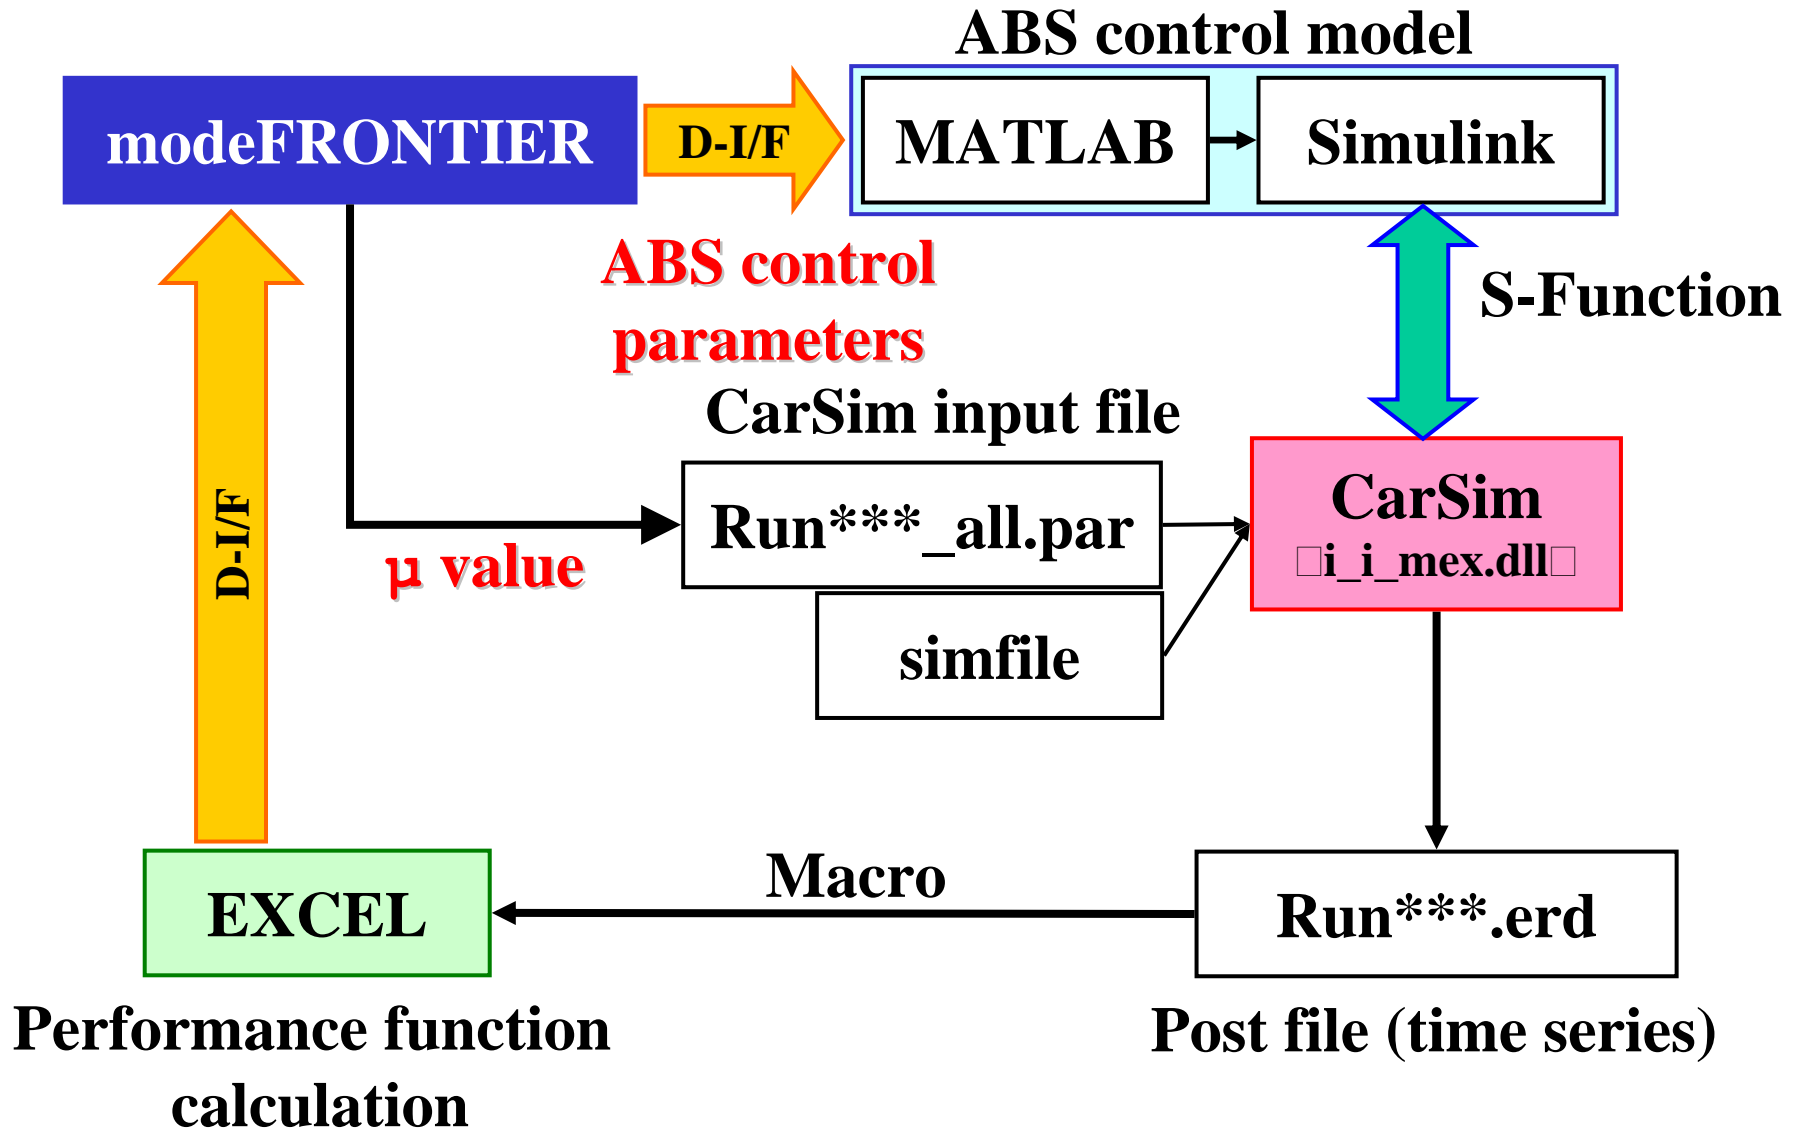 ABS control model
modeFRONTIER
D-I/F
MATLAB
Simulink
ABS control
parameters
S-Function
CarSim input file
Run***_all.par
CarSim
□i_i_mex.dll□
D-I/F
μ value
simfile
Macro
EXCEL
Run***.erd
Performance function
calculation
Post file (time series)